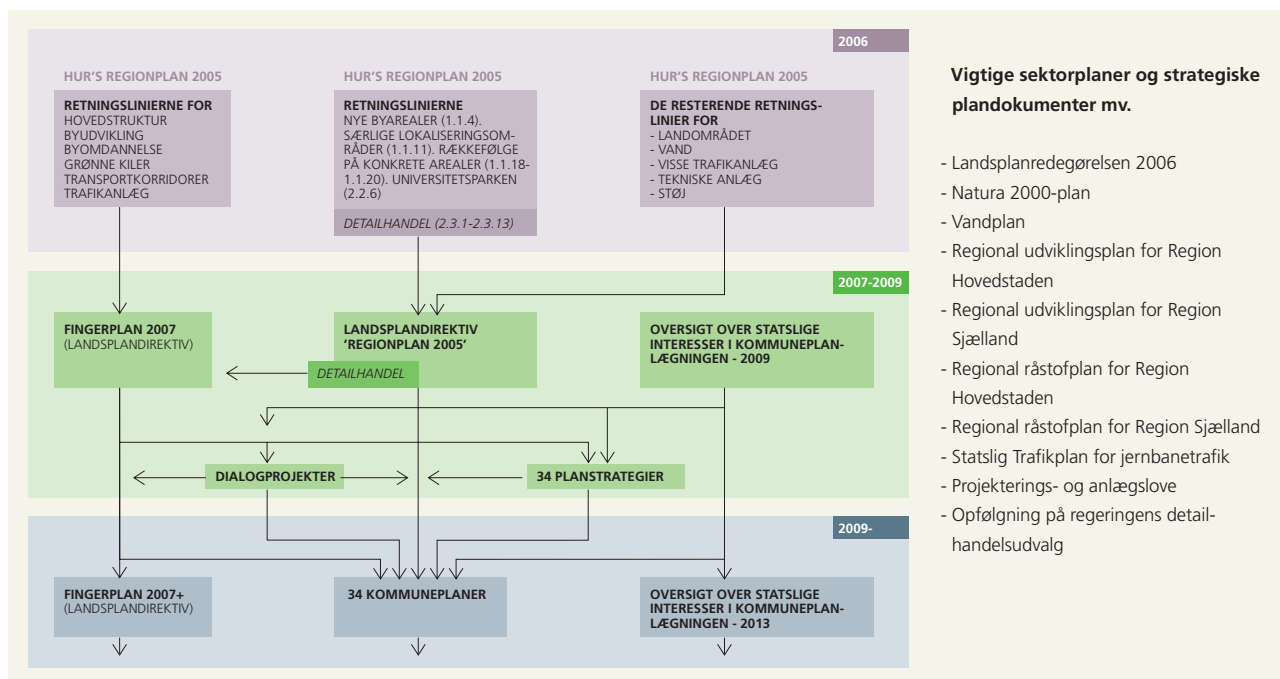 2006
HUR'S REGIONPLAN 2005
RETNINGSLINIERNE FOR
HOVEDSTRUKTUR
BYUDVIKLING
BYOMDANNELSE
GRØNNE KILER
TRANSPORTKORRIDORER
TRAFIKANLÆG
HUR'S REGIONPLAN 2005
RETNINGSLINIERNE
NYE BYAREALER (1.1.4).
SÆRLIGE LOKALISERINGSOM-
RÅDER (1.1.11). RÆKKEFØLGE
PÅ KONKRETE AREALER (1.1.18-
1.1.20). UNIVERSITETSPARKEN
(2.2.6)
DETAILHANDEL (2.3.1-2.3.13)
HUR'S REGIONPLAN 2005
DE RESTERENDE RETNINGS-
LINIER FOR
- LANDOMRÅDET
- VAND
- VISSE TRAFIKANLÆG
- TEKNISKE ANLÆG
- STØJ
2007-2009
FINGERPLAN 2007
(LANDSPLANDIREKTIV)
LANDSPLANDIREKTIV
'REGIONPLAN 2005'
DETAILHANDEL
OVERSIGT OVER STATSLIGE
INTERESSER I KOMMUNEPLAN-
LÆGNINGEN - 2009
DIALOGPROJEKTER
34 PLANSTRATEGIER
2009-
FINGERPLAN 2007+
(LANDSPLANDIREKTIV)
34 KOMMUNEPLANER
OVERSIGT OVER STATSLIGE
INTERESSER I KOMMUNEPLAN-
LÆGNINGEN - 2013
Vigtige sektorplaner og strategiske
plandokumenter mv.
- Landsplanredegørelsen 2006
- Natura 2000-plan
- Vandplan
- Regional udviklingsplan for Region
Hovedstaden
- Regional udviklingsplan for Region
Sjælland
- Regional råstofplan for Region
Hovedstaden
- Regional råstofplan for Region Sjælland
- Statslig Trafikplan for jernbanetrafik
- Projekterings- og anlægslove
- Opfølgning på regeringens detail-
handelsudvalg